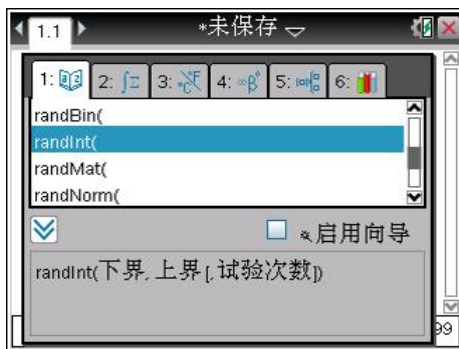 1.1 *未保存
1: 2: ∫Σ 3: °C°F 4: ∞β° 5: 6:
randBin(
randInt(
randMat(
randNorm(
启用向导
randInt(下界, 上界[, 试验次数])
99